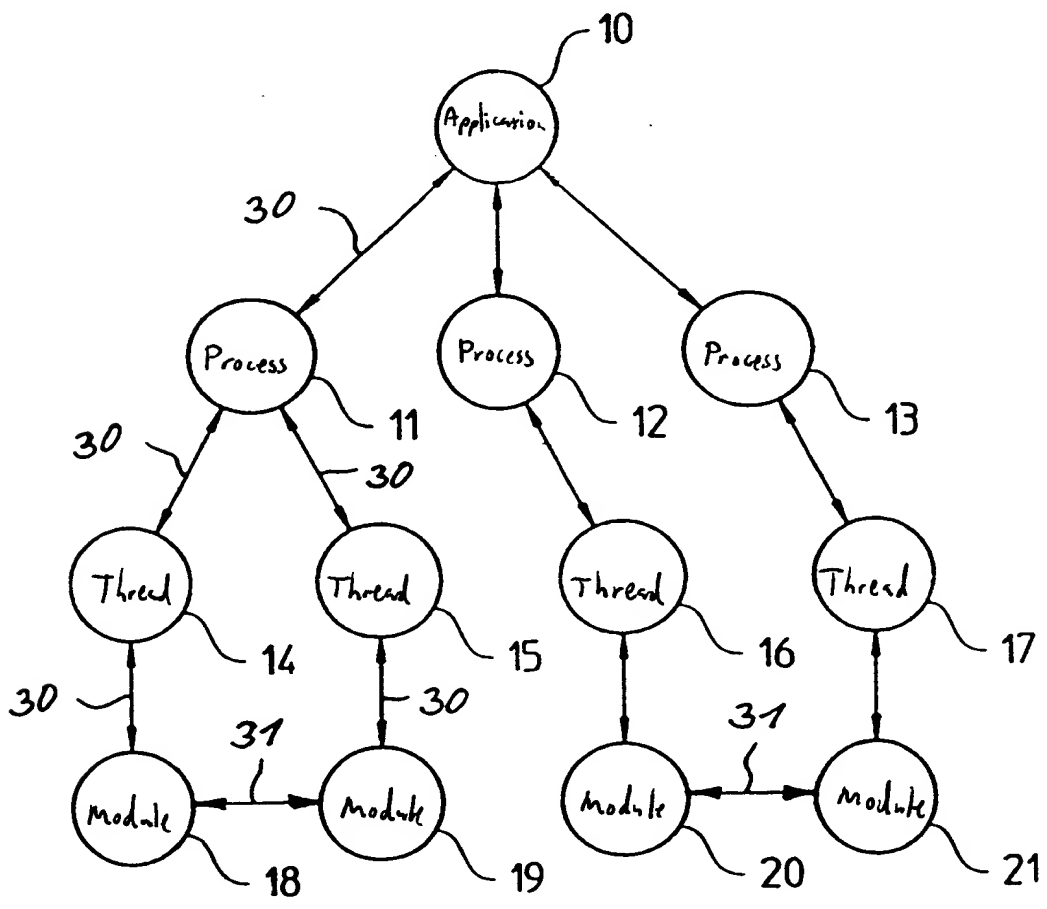 10
Application
30
Process
Process
Process
11
12
13
30
30
Thread
Thread
Thread
Thread
14
15
16
17
30
30
31
31
Module
Module
Module
Module
18
19
20
21